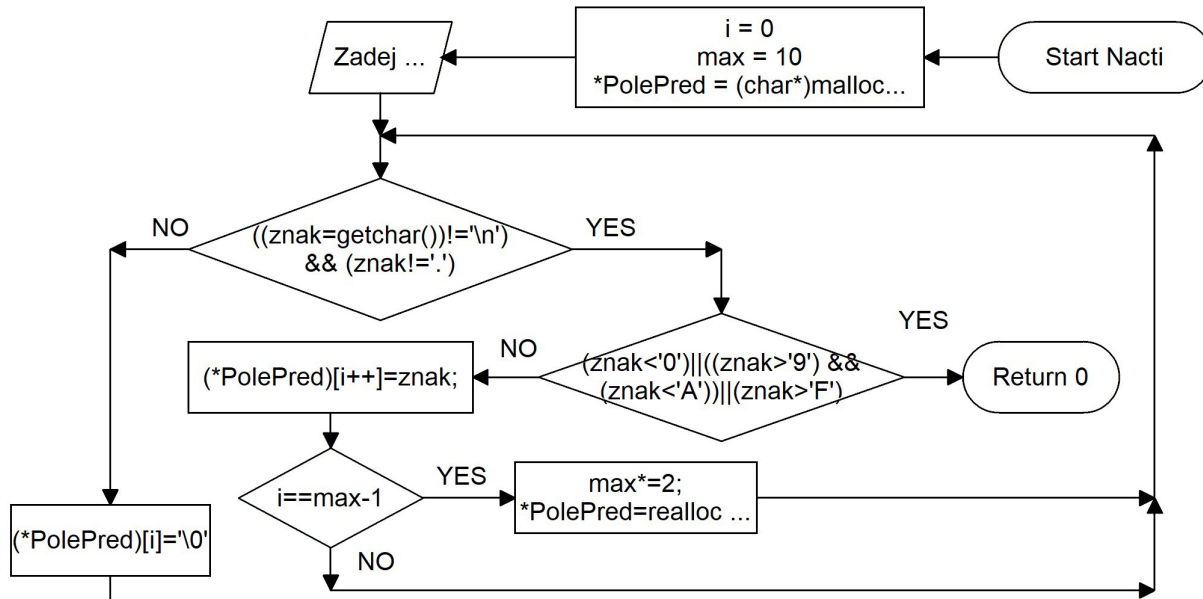 Start Nacti
i = 0
max = 10
*PolePred = (char*)malloc...
Zadej ...
NO
((znak=getchar())!='\n')
&& (znak!='.')
YES
YES
(znak<'0')||((znak>'9') &&
(znak<'A'))||(znak>'F')
Return 0
NO
(*PolePred)[i++]=znak;
i==max-1
YES
max*=2;
*PolePred=realloc ...
NO
(*PolePred)[i]='\0'